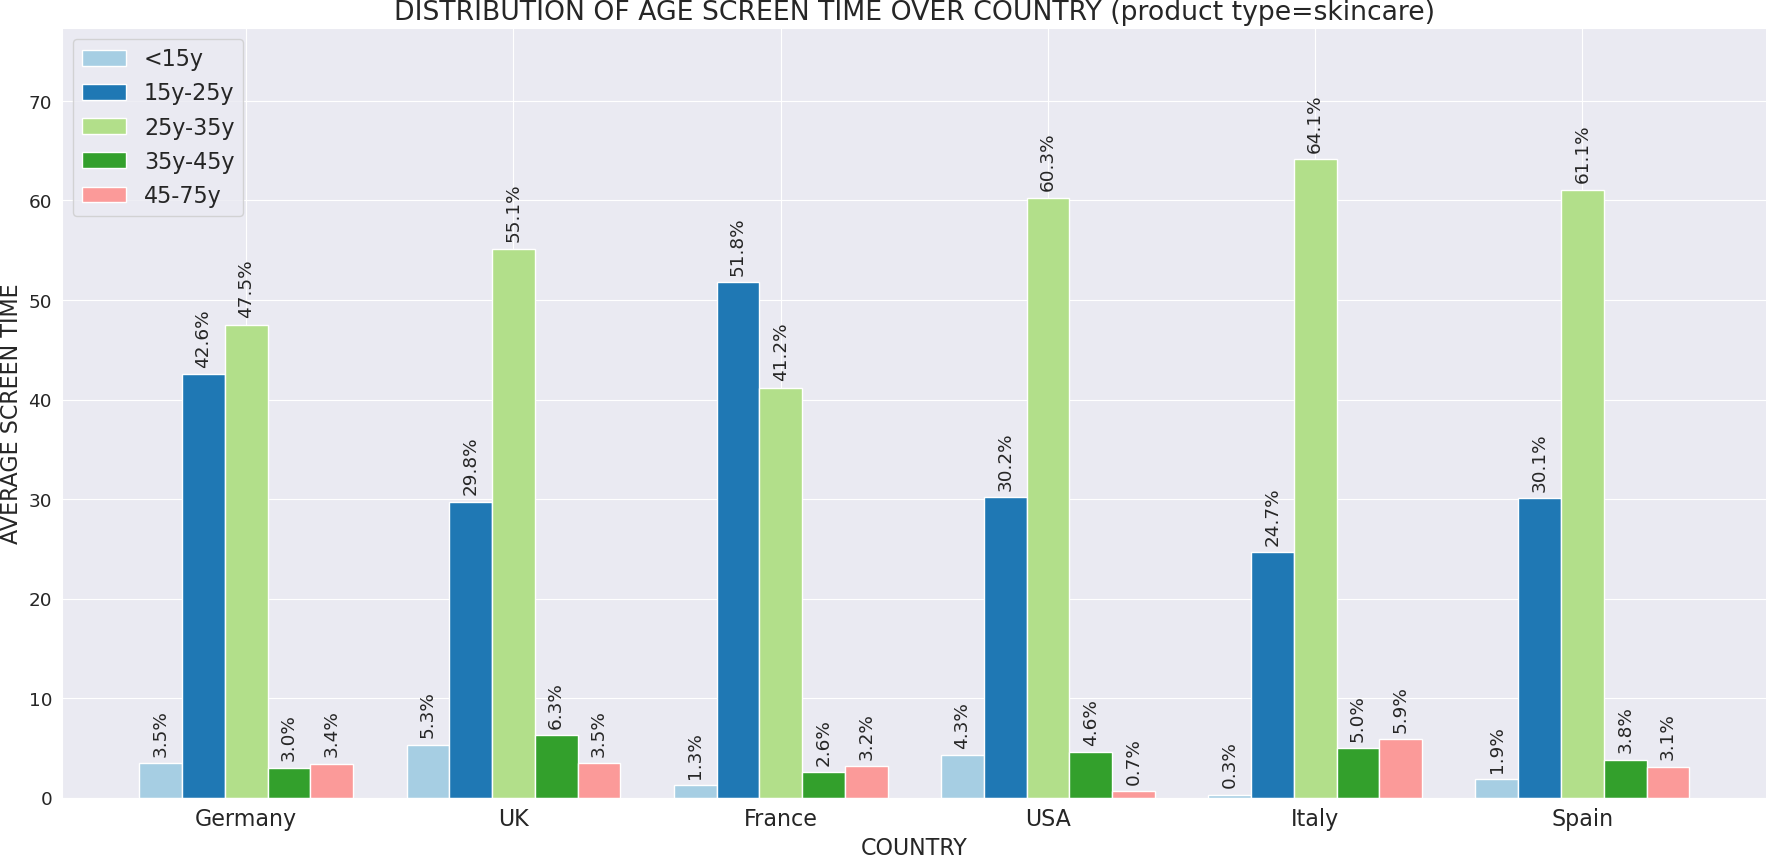 DISTRIBUTION OF AGE SCREEN TIME OVER COUNTRY (product type=skincare)
<15y
15y-25y
25y-35y
35y-45y
45-75y
AVERAGE SCREEN TIME
70
60
50
40
30
20
10
0
3.5%
42.6%
47.5%
3.0%
3.4%
5.3%
29.8%
55.1%
6.3%
3.5%
1.3%
51.8%
41.2%
2.6%
3.2%
4.3%
30.2%
60.3%
4.6%
0.7%
0.3%
24.7%
64.1%
5.0%
5.9%
1.9%
30.1%
61.1%
3.8%
3.1%
Germany
UK
France
USA
Italy
Spain
COUNTRY